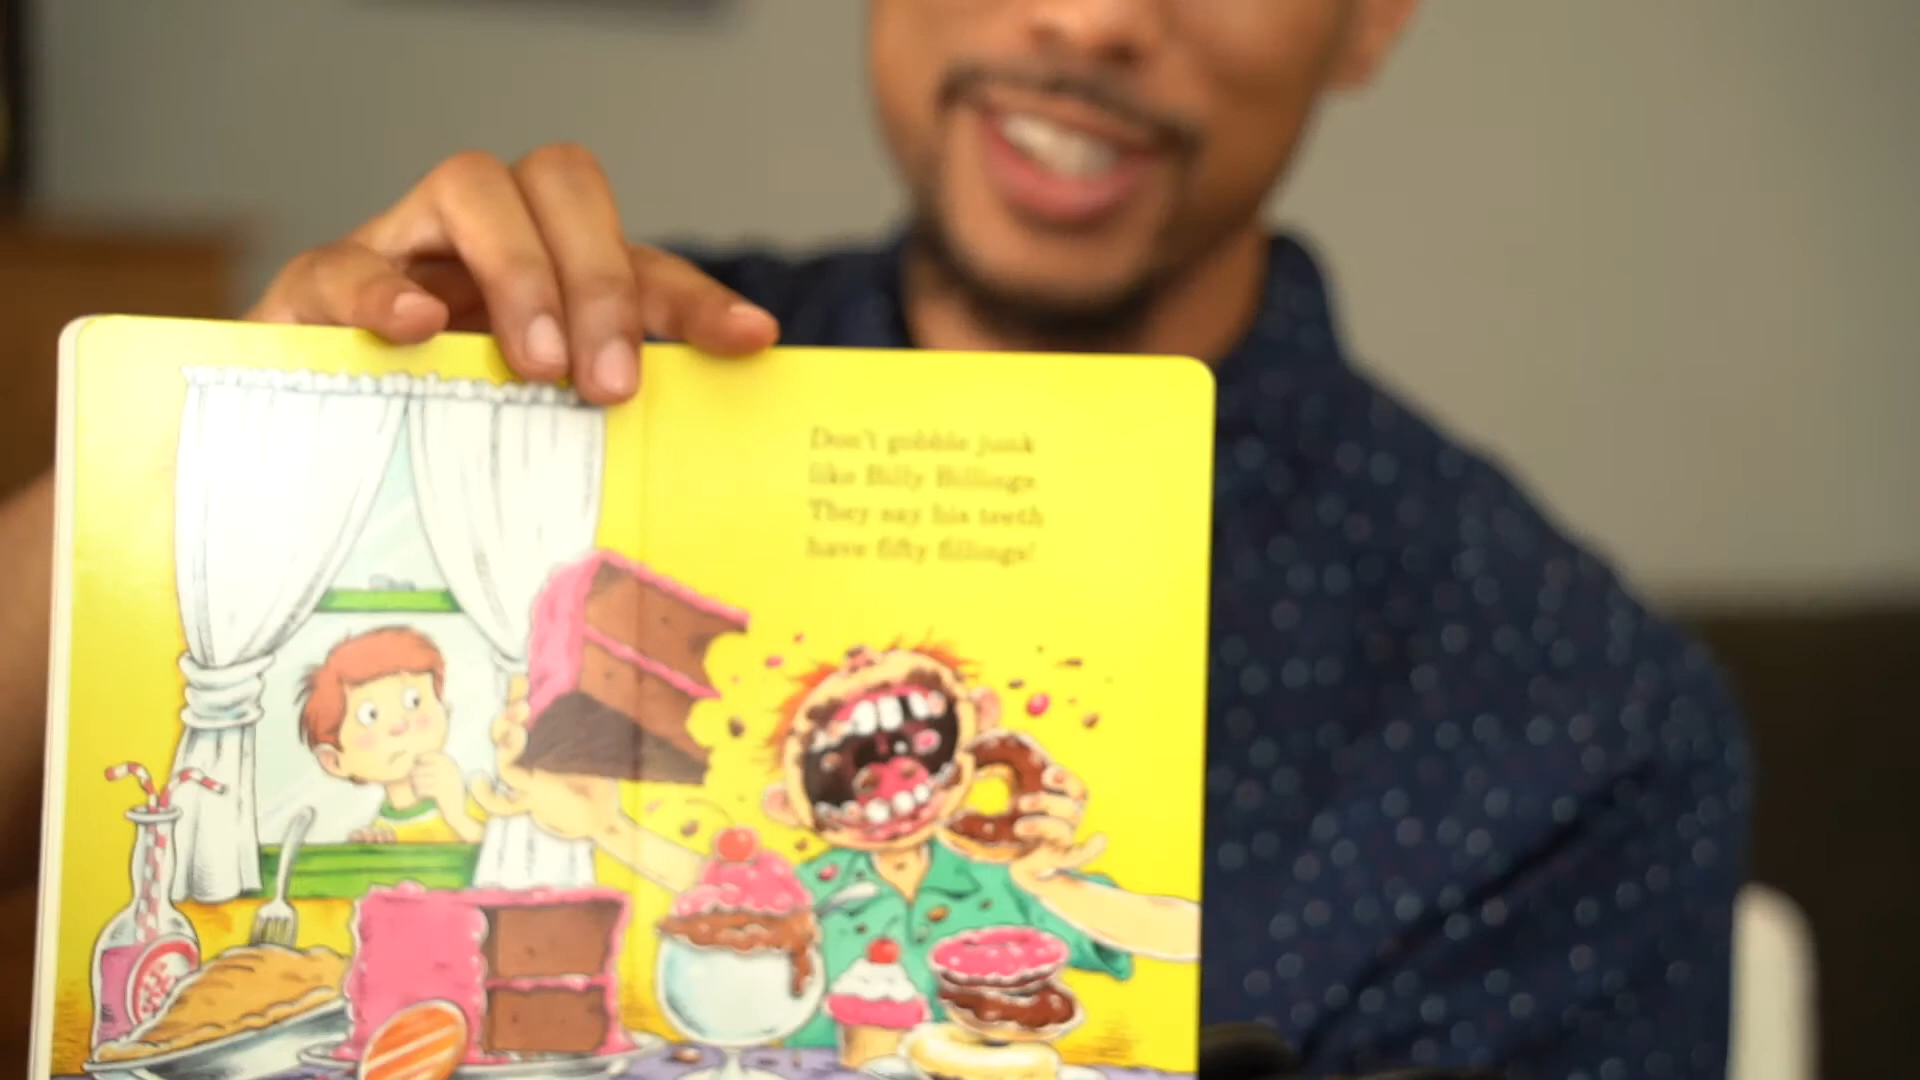 Don't gobble junk
like Billy Billings.
They say his teeth
have fifty fillings!